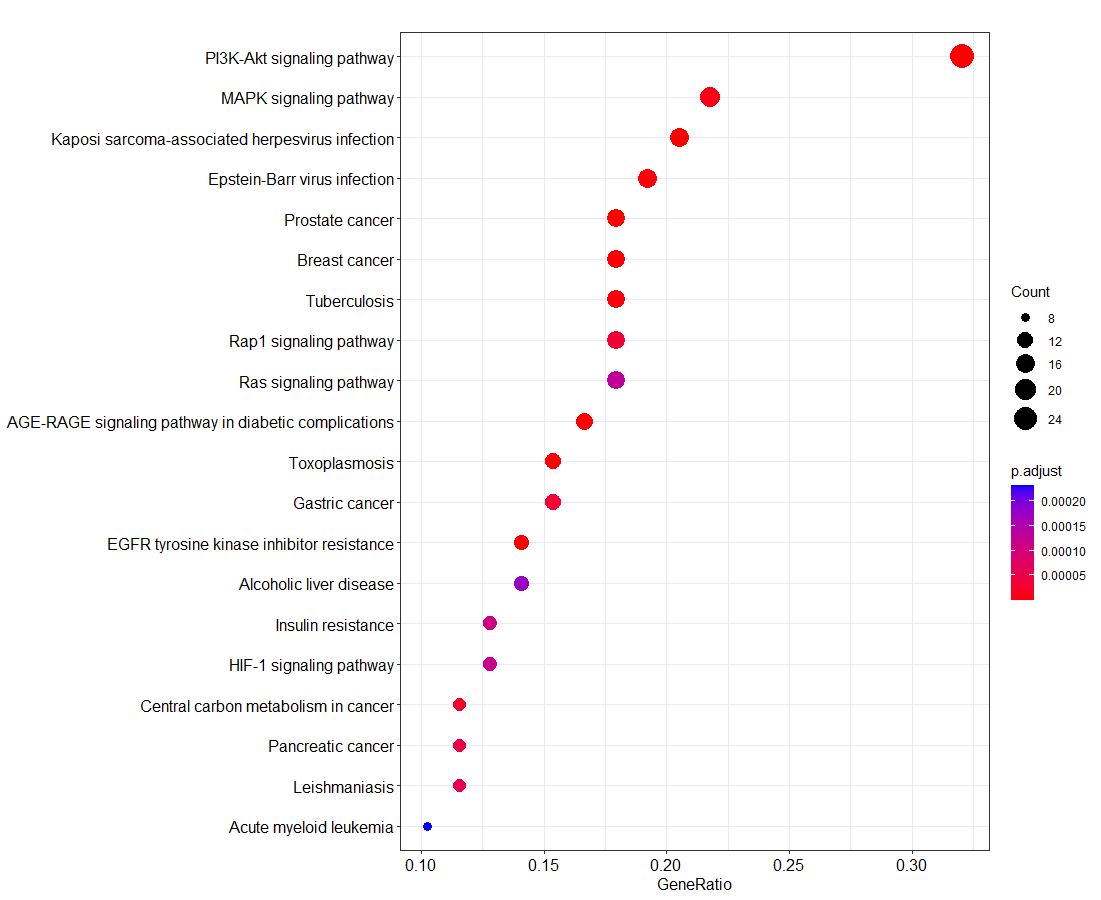 PI3K-Akt signaling pathway
MAPK signaling pathway
Kaposi sarcoma-associated herpesvirus infection
Epstein-Barr virus infection
Prostate cancer
Breast cancer
Tuberculosis
Rap1 signaling pathway
Ras signaling pathway
AGE-RAGE signaling pathway in diabetic complications
Toxoplasmosis
Gastric cancer
EGFR tyrosine kinase inhibitor resistance
Alcoholic liver disease
Insulin resistance
HIF-1 signaling pathway
Central carbon metabolism in cancer
Pancreatic cancer
Leishmaniasis
Acute myeloid leukemia
0.10 0.15 0.20 0.25 0.30
GeneRatio
Count
8
12
16
20
24
p.adjust
0.00020
0.00015
0.00010
0.00005